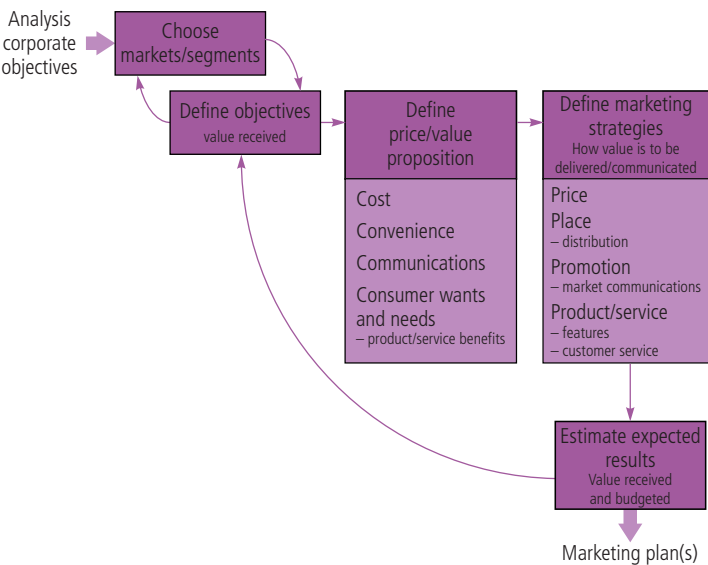 Analysis
corporate
objectives
Choose
markets/segments
Define objectives
value received
Define
price/value
proposition
Cost
Convenience
Communications
Consumer wants
and needs
– product/service benefits
Define marketing
strategies
How value is to be
delivered/communicated
Price
Place
– distribution
Promotion
– market communications
Product/service
– features
– customer service
Estimate expected
results
Value received
and budgeted
Marketing plan(s)